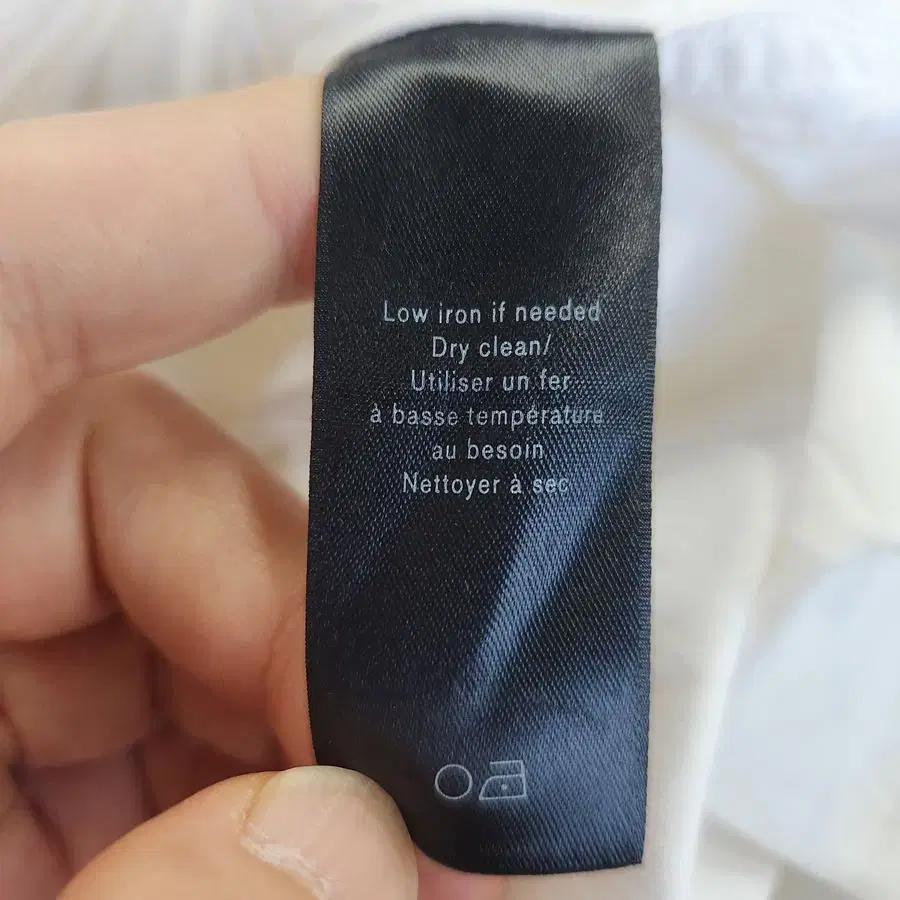 Low iron if needed
Dry clean/
Utiliser un fer
à basse température
au besoin
Nettoyer à sec